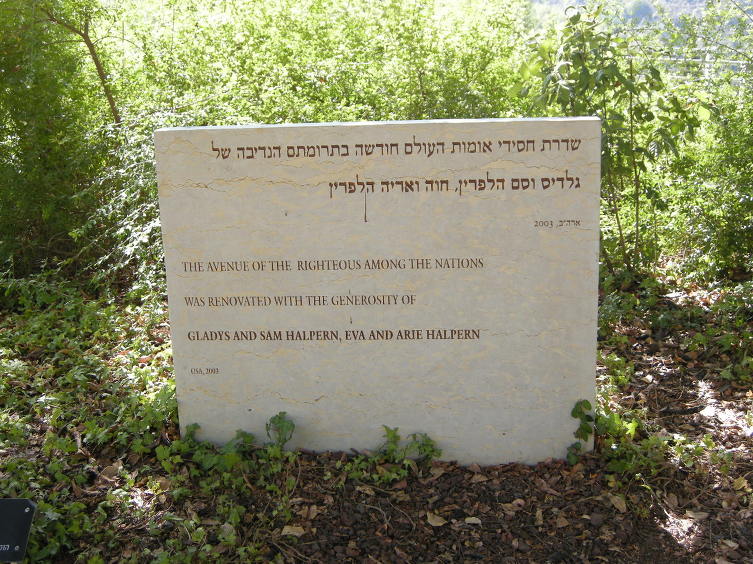 שדרת חסידי אומות העולם חודשה בתרומתם הנדיבה של
גלדיס וסם הלפרין, חוה ואריה הלפרין
ארה"ב, 2003
THE AVENUE OF THE RIGHTEOUS AMONG THE NATIONS
WAS RENOVATED WITH THE GENEROSITY OF
GLADYS AND SAM HALPERN, EVA AND ARIE HALPERN
USA, 2003